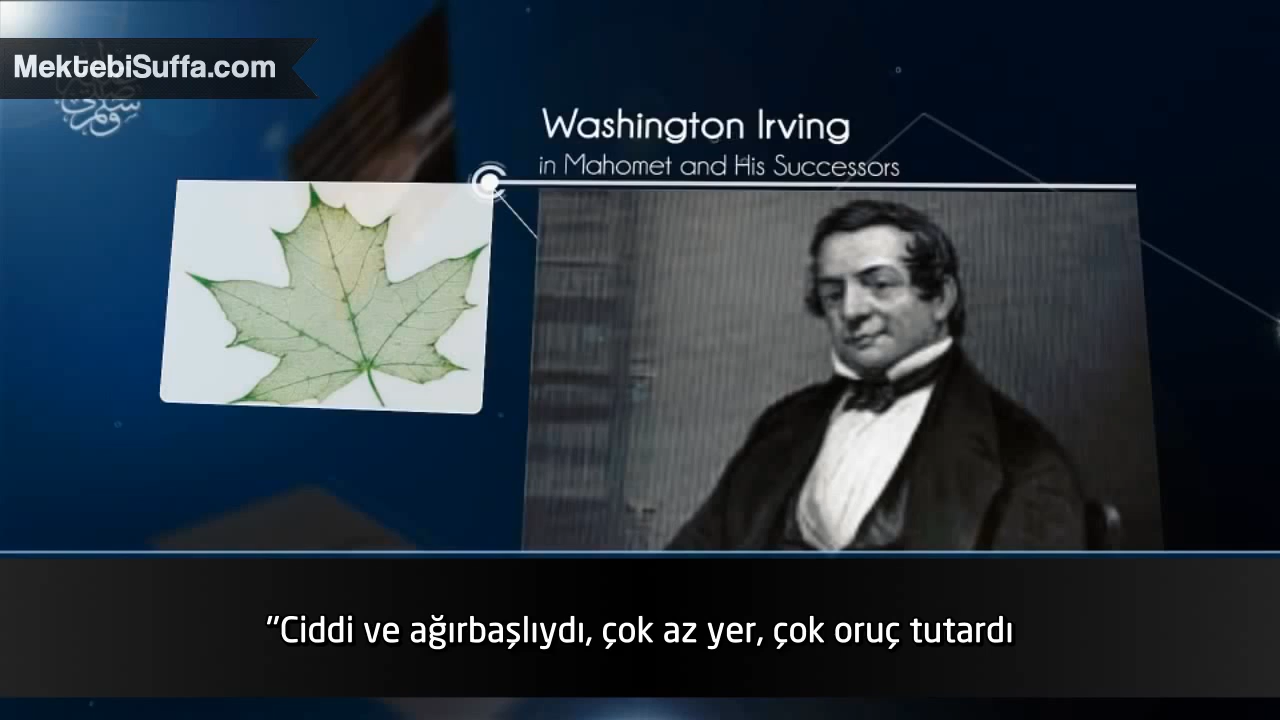 MektebiSuffa.com
Washington Irving
in Mahomet and His Successors
"Ciddi ve ağırbaşlıydı, çok az yer, çok oruç tutardı